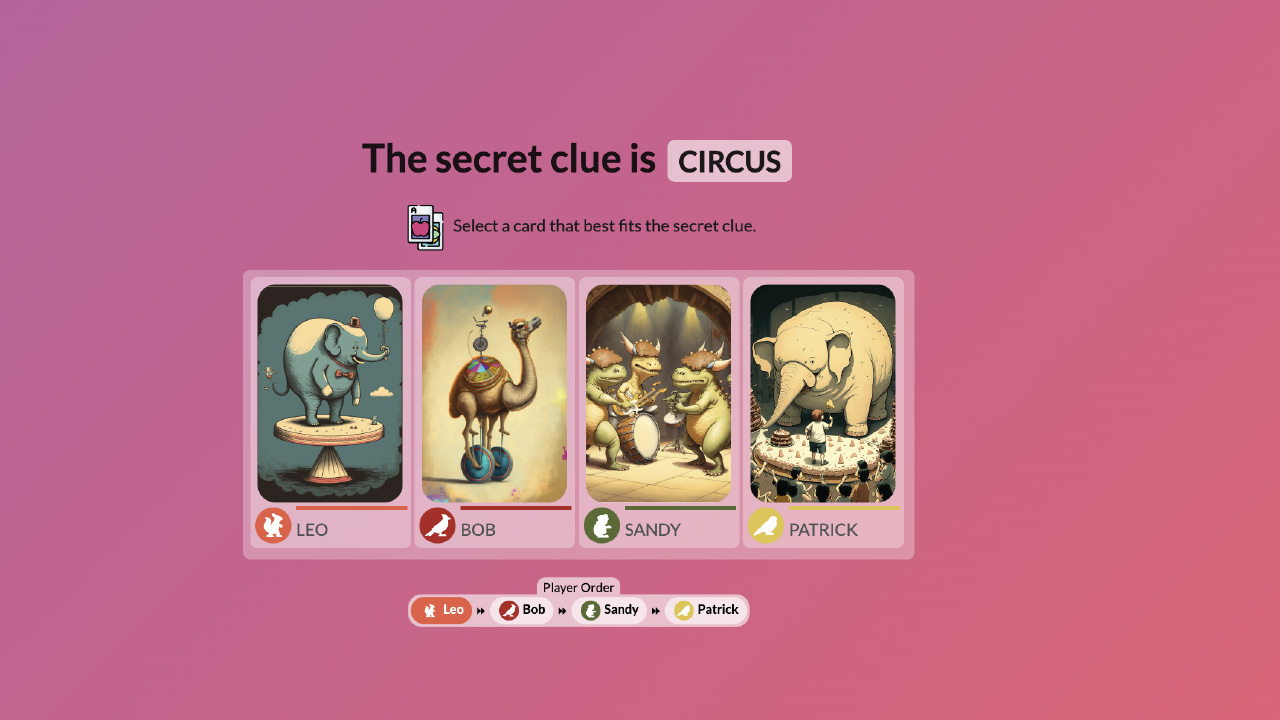 The secret clue is CIRCUS
Select a card that best fits the secret clue.
LEO
BOB
SANDY
PATRICK
Player Order
Leo
Bob
Sandy
Patrick